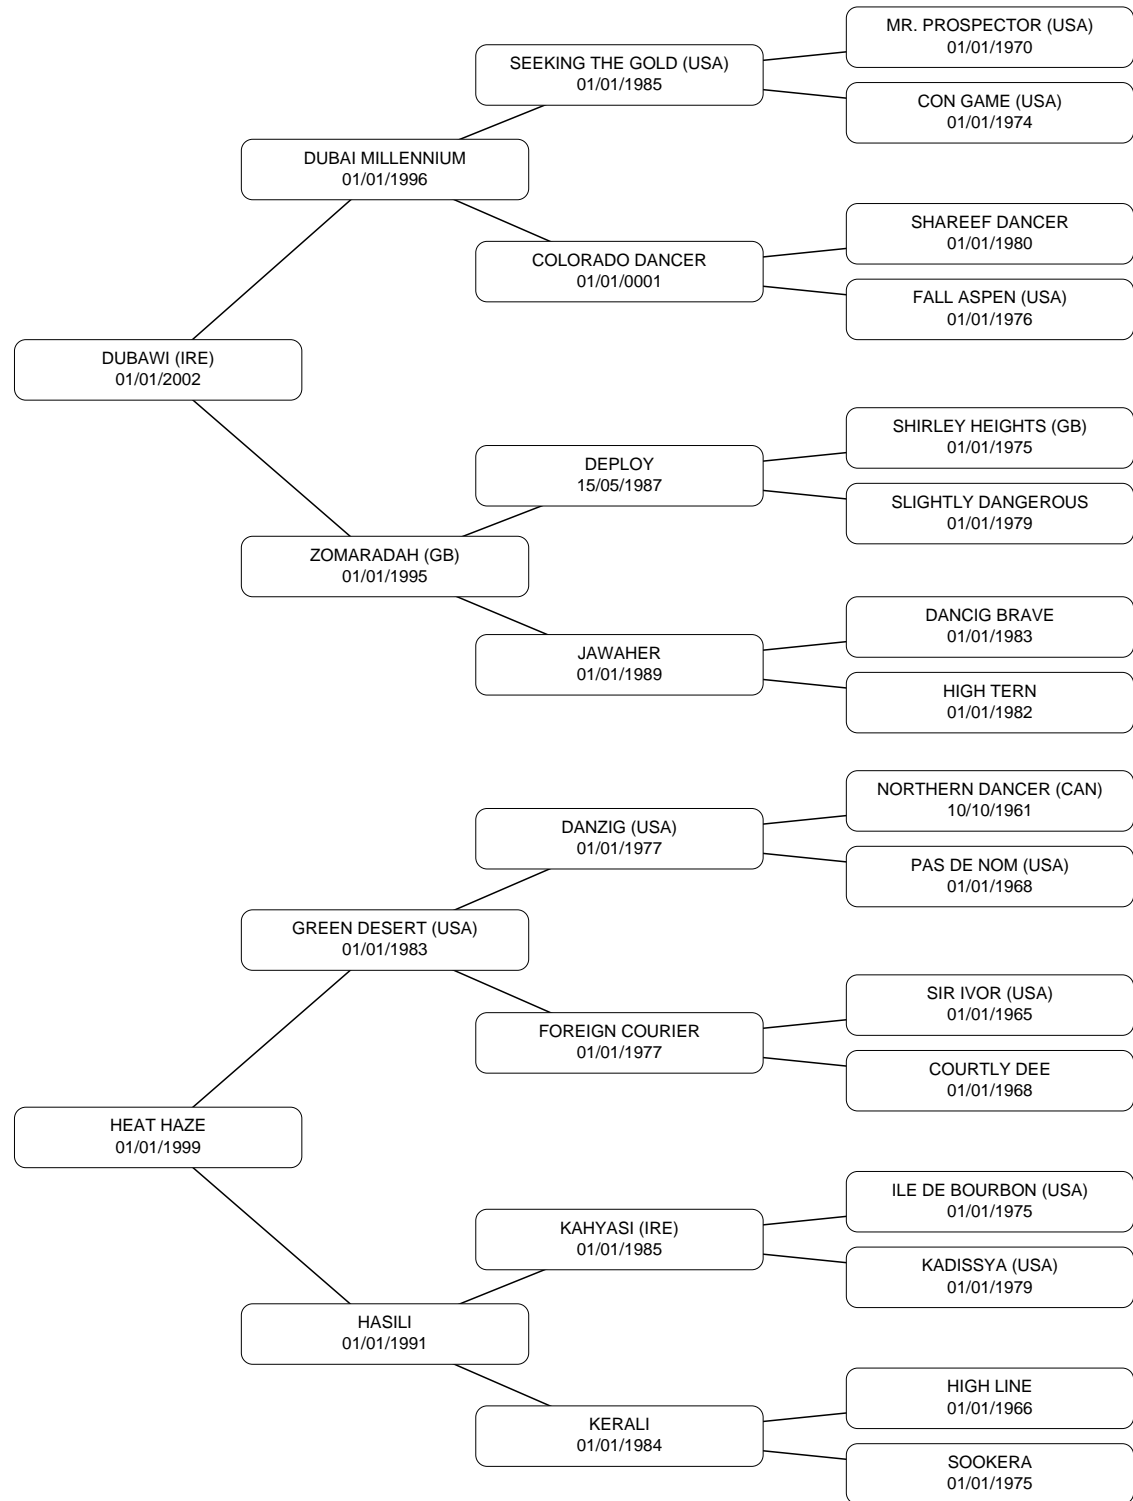 MR. PROSPECTOR (USA)
01/01/1970
SEEKING THE GOLD (USA)
01/01/1985
CON GAME (USA)
01/01/1974
DUBAI MILLENNIUM
01/01/1996
SHAREEF DANCER
01/01/1980
COLORADO DANCER
01/01/0001
FALL ASPEN (USA)
01/01/1976
DUBAWI (IRE)
01/01/2002
SHIRLEY HEIGHTS (GB)
01/01/1975
DEPLOY
15/05/1987
SLIGHTLY DANGEROUS
01/01/1979
ZOMARADAH (GB)
01/01/1995
DANCIG BRAVE
01/01/1983
JAWAHER
01/01/1989
HIGH TERN
01/01/1982
NORTHERN DANCER (CAN)
10/10/1961
DANZIG (USA)
01/01/1977
PAS DE NOM (USA)
01/01/1968
GREEN DESERT (USA)
01/01/1983
SIR IVOR (USA)
01/01/1965
FOREIGN COURIER
01/01/1977
COURTLY DEE
01/01/1968
HEAT HAZE
01/01/1999
ILE DE BOURBON (USA)
01/01/1975
KAHYASI (IRE)
01/01/1985
KADISSYA (USA)
01/01/1979
HASILI
01/01/1991
HIGH LINE
01/01/1966
KERALI
01/01/1984
SOOKERA
01/01/1975